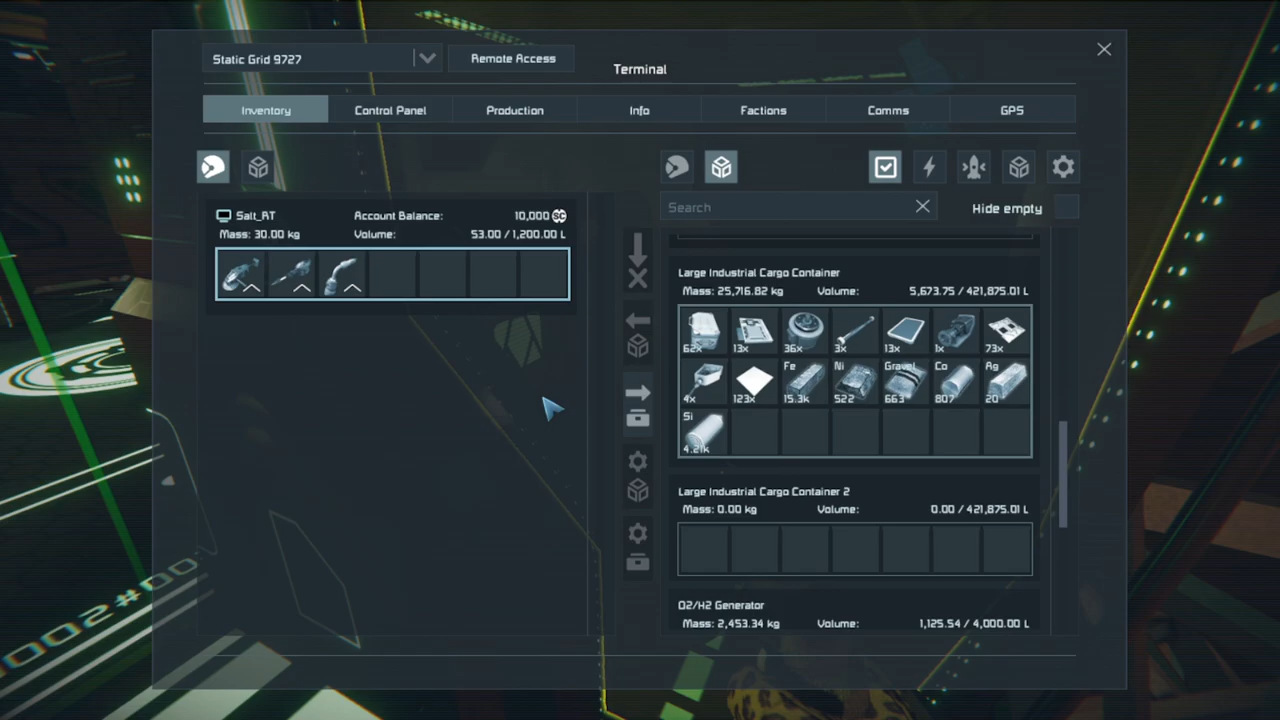 Static Grid 9727
Remote Access
Terminal
Inventory
Control Panel
Production
Info
Factions
Comms
GPS
Search
Hide empty
Salt_RT
Account Balance:
10,000 SC
Mass: 30.00 kg
Volume:
53.00 / 1,200.00 L
Large Industrial Cargo Container
Mass: 25,716.82 kg
Volume:
5,673.75 / 421,875.01 L
62x
13x
36x
3x
13x
1x
73x
4x
123x
Fe
15.3k
Ni
522
Gravel
663
Co
807
Ag
20
Si
4.21k
Large Industrial Cargo Container 2
Mass: 0.00 kg
Volume:
0.00 / 421,875.01 L
O2/H2 Generator
Mass: 2,453.34 kg
Volume:
1,125.54 / 4,000.00 L
002#00